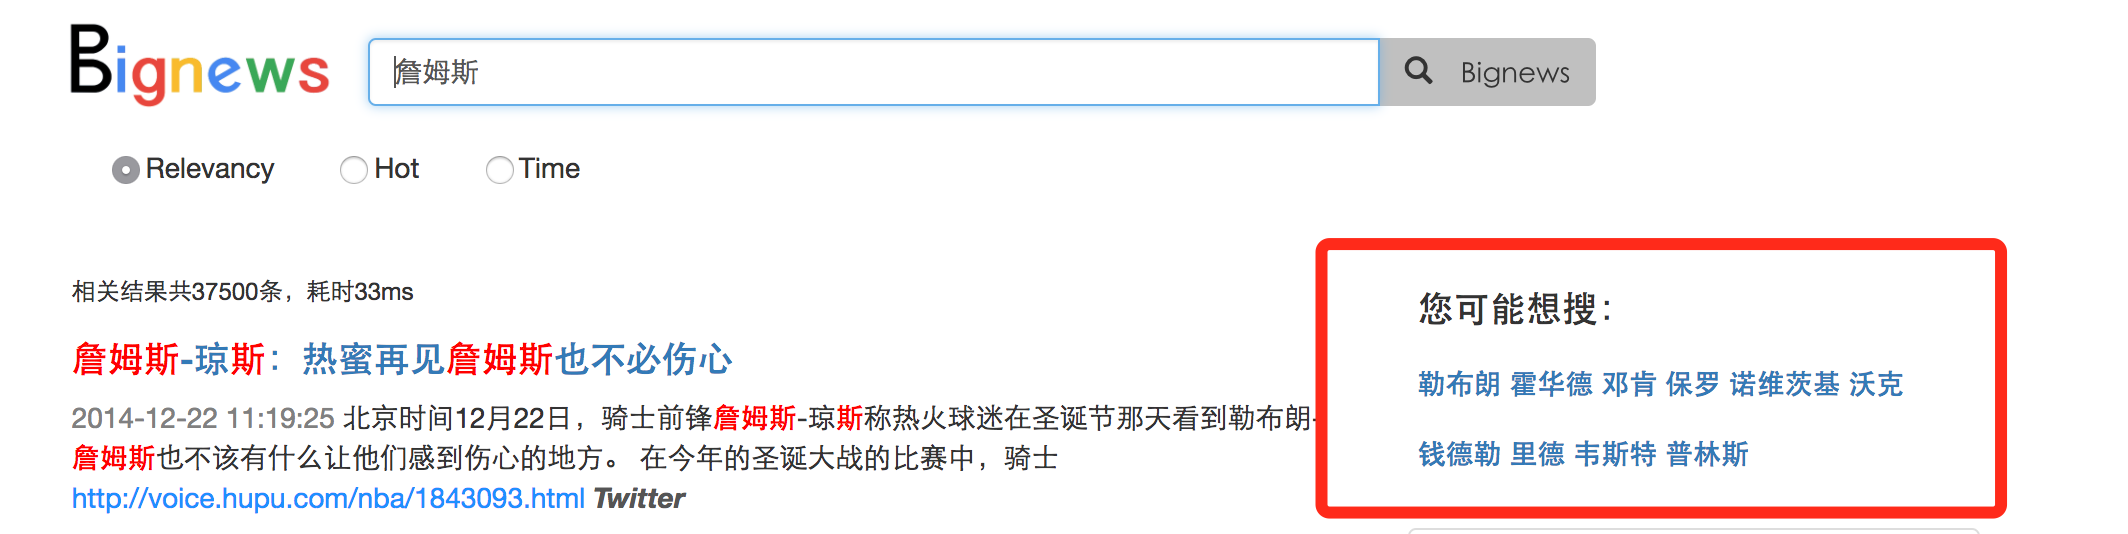 Bignews
詹姆斯
Bignews
Relevancy Hot Time
相关结果共37500条，耗时33ms
詹姆斯-琼斯：热蜜再见詹姆斯也不必伤心
2014-12-22 11:19:25 北京时间12月22日，骑士前锋詹姆斯-琼斯称热火球迷在圣诞节那天看到勒布朗-
詹姆斯也不该有什么让他们感到伤心的地方。 在今年的圣诞大战的比赛中，骑士
http://voice.hupu.com/nba/1843093.html Twitter
您可能想搜：
勒布朗 霍华德 邓肯 保罗 诺维茨基 沃克
钱德勒 里德 韦斯特 普林斯